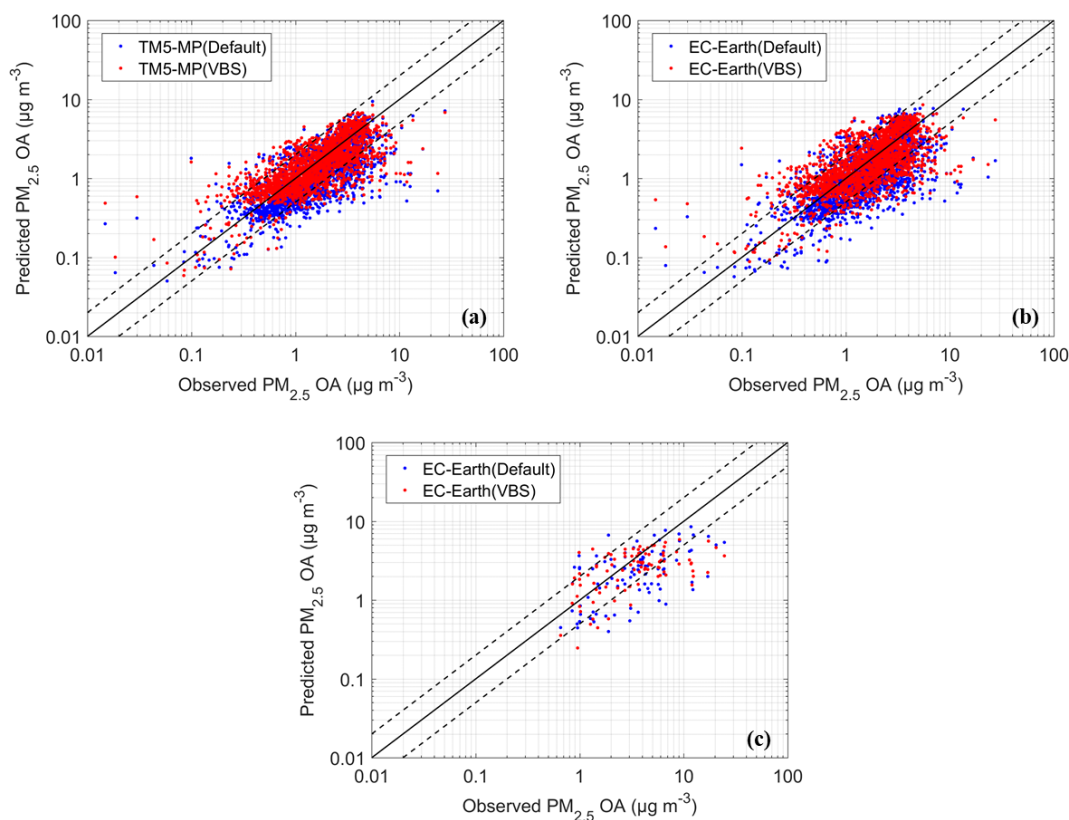 100
10
1
0.1
0.01
Predicted PM2.5 OA (µg m-3)
TM5-MP(Default)
TM5-MP(VBS)
(a)
0.01 0.1 1 10 100
Observed PM2.5 OA (µg m-3)
100
10
1
0.1
0.01
Predicted PM2.5 OA (µg m-3)
EC-Earth(Default)
EC-Earth(VBS)
(b)
0.01 0.1 1 10 100
Observed PM2.5 OA (µg m-3)
100
10
1
0.1
0.01
Predicted PM2.5 OA (µg m-3)
EC-Earth(Default)
EC-Earth(VBS)
(c)
0.01 0.1 1 10 100
Observed PM2.5 OA (µg m-3)